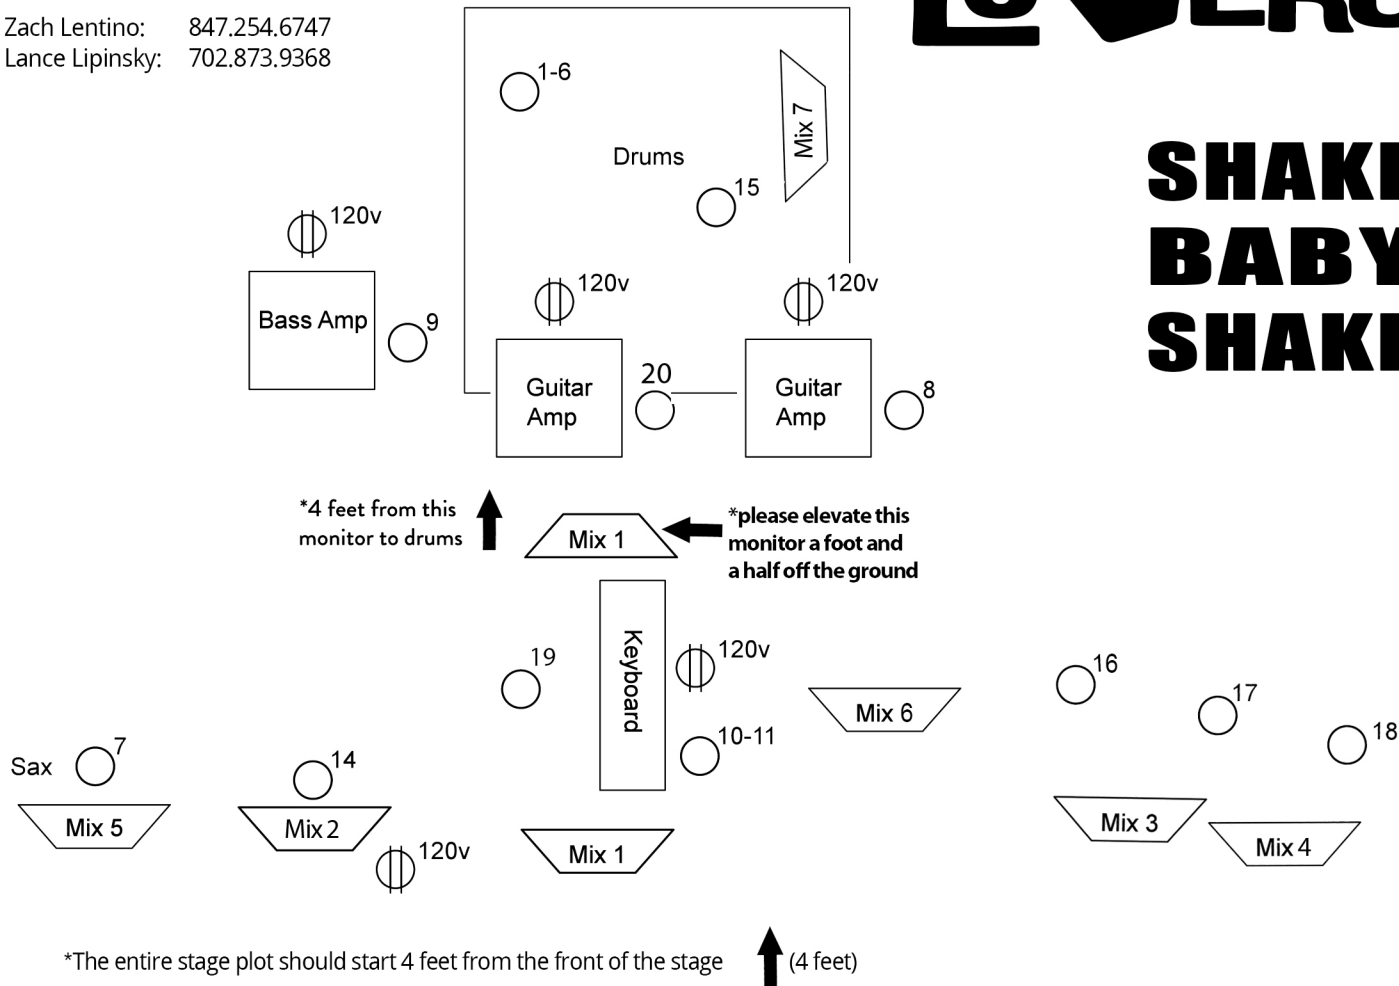 Zach Lentino: 847.254.6747
Lance Lipinsky: 702.873.9368
SHAK
BABY
SHAK
1-6
Mix 7
Drums
15
120v
Bass Amp
9
120v
120v
Guitar
Amp
20
Guitar
Amp
8
*4 feet from this
monitor to drums
Mix 1
*please elevate this
monitor a foot and
a half off the ground
Keyboard
19
120v
10-11
Mix 6
16
17
18
Sax
7
Mix 5
14
Mix 2
120v
Mix 1
Mix 3
Mix 4
*The entire stage plot should start 4 feet from the front of the stage
(4 feet)